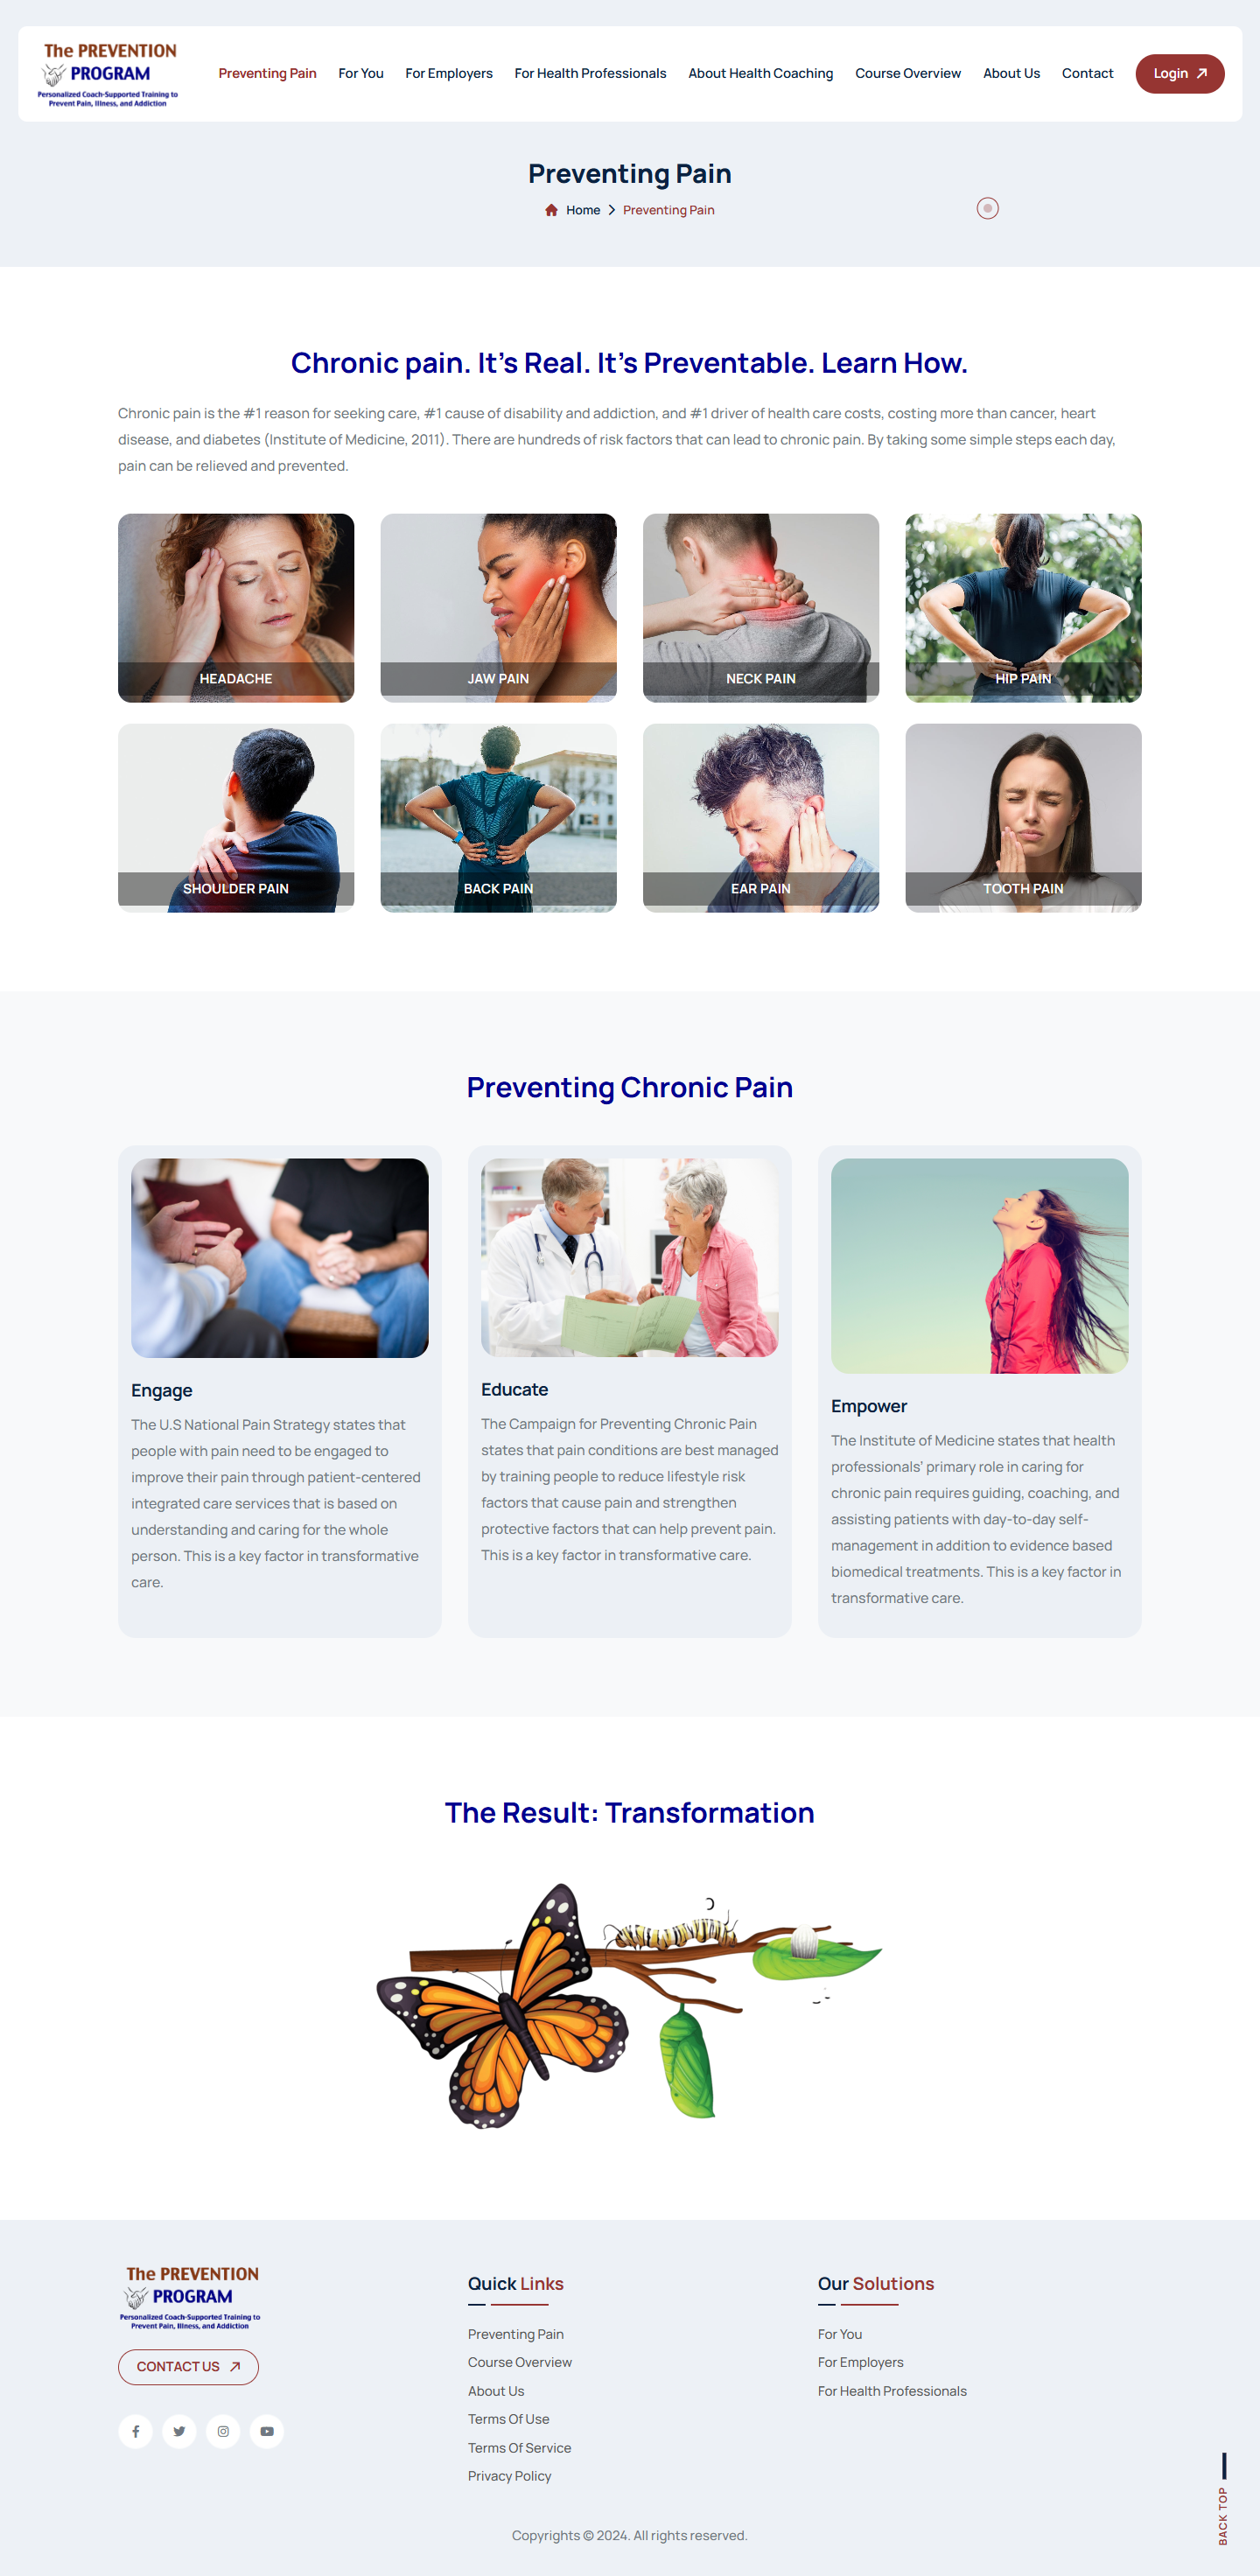 The PREVENTION
PROGRAM
Personalized Coach-Supported Training to
Prevent Pain, Illness, and Addiction
Preventing Pain
For You
For Employers
For Health Professionals
About Health Coaching
Course Overview
About Us
Contact
Login
Preventing Pain
Home
Preventing Pain
Chronic pain. It's Real. It's Preventable. Learn How.
Chronic pain is the #1 reason for seeking care, #1 cause of disability and addiction, and #1 driver of health care costs, costing more than cancer, heart
disease, and diabetes (Institute of Medicine, 2011). There are hundreds of risk factors that can lead to chronic pain. By taking some simple steps each day,
pain can be relieved and prevented.
HEADACHE
JAW PAIN
NECK PAIN
HIP PAIN
SHOULDER PAIN
BACK PAIN
EAR PAIN
TOOTH PAIN
Preventing Chronic Pain
Engage
The U.S National Pain Strategy states that
people with pain need to be engaged to
improve their pain through patient-centered
integrated care services that is based on
understanding and caring for the whole
person. This is a key factor in transformative
care.
Educate
The Campaign for Preventing Chronic Pain
states that pain conditions are best managed
by training people to reduce lifestyle risk
factors that cause pain and strengthen
protective factors that can help prevent pain.
This is a key factor in transformative care.
Empower
The Institute of Medicine states that health
professionals' primary role in caring for
chronic pain requires guiding, coaching, and
assisting patients with day-to-day self-
management in addition to evidence based
biomedical treatments. This is a key factor in
transformative care.
The Result: Transformation
The PREVENTION
PROGRAM
Personalized Coach-Supported Training to
Prevent Pain, Illness, and Addiction
CONTACT US
Quick Links
Preventing Pain
Course Overview
About Us
Terms Of Use
Terms Of Service
Privacy Policy
Our Solutions
For You
For Employers
For Health Professionals
BACK TOP
Copyrights © 2024. All rights reserved.